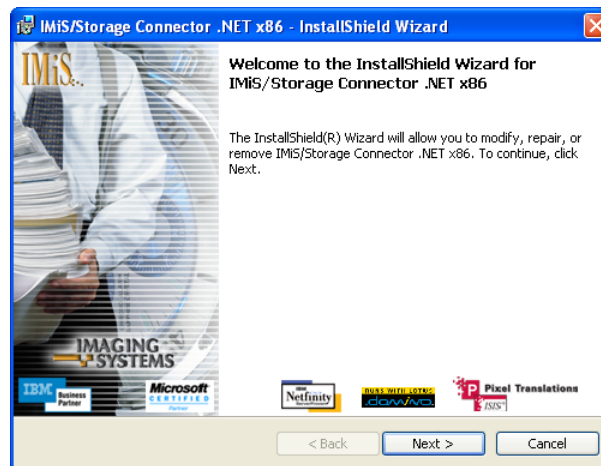 IMiS/Storage Connector .NET x86 - InstallShield Wizard
IMiS
Welcome to the InstallShield Wizard for
IMiS/Storage Connector .NET x86
The InstallShield(R) Wizard will allow you to modify, repair, or
remove IMiS/Storage Connector .NET x86. To continue, click
Next.
IMAGING
SYSTEMS
IBM Business
Partner
Microsoft
CERTIFIED
Partner
IBM
Netfinity
RUNS WITH LOTUS
domino.
Pixel Translations
ISIS
< Back
Next >
Cancel